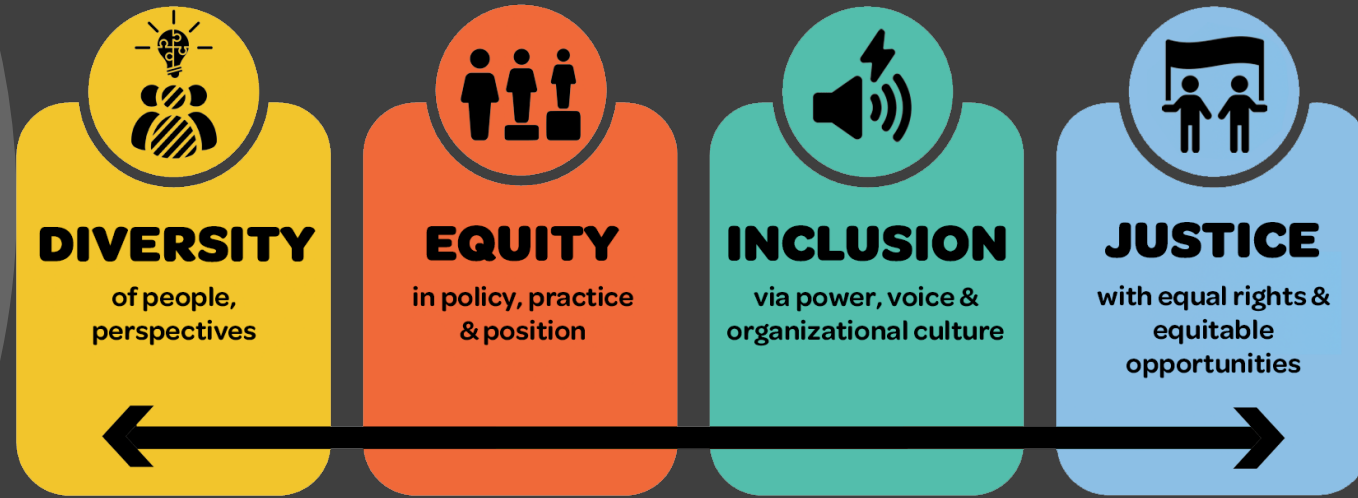 DIVERSITY
of people,
perspectives
EQUITY
in policy, practice
& position
INCLUSION
via power, voice &
organizational culture
JUSTICE
with equal rights &
equitable
opportunities